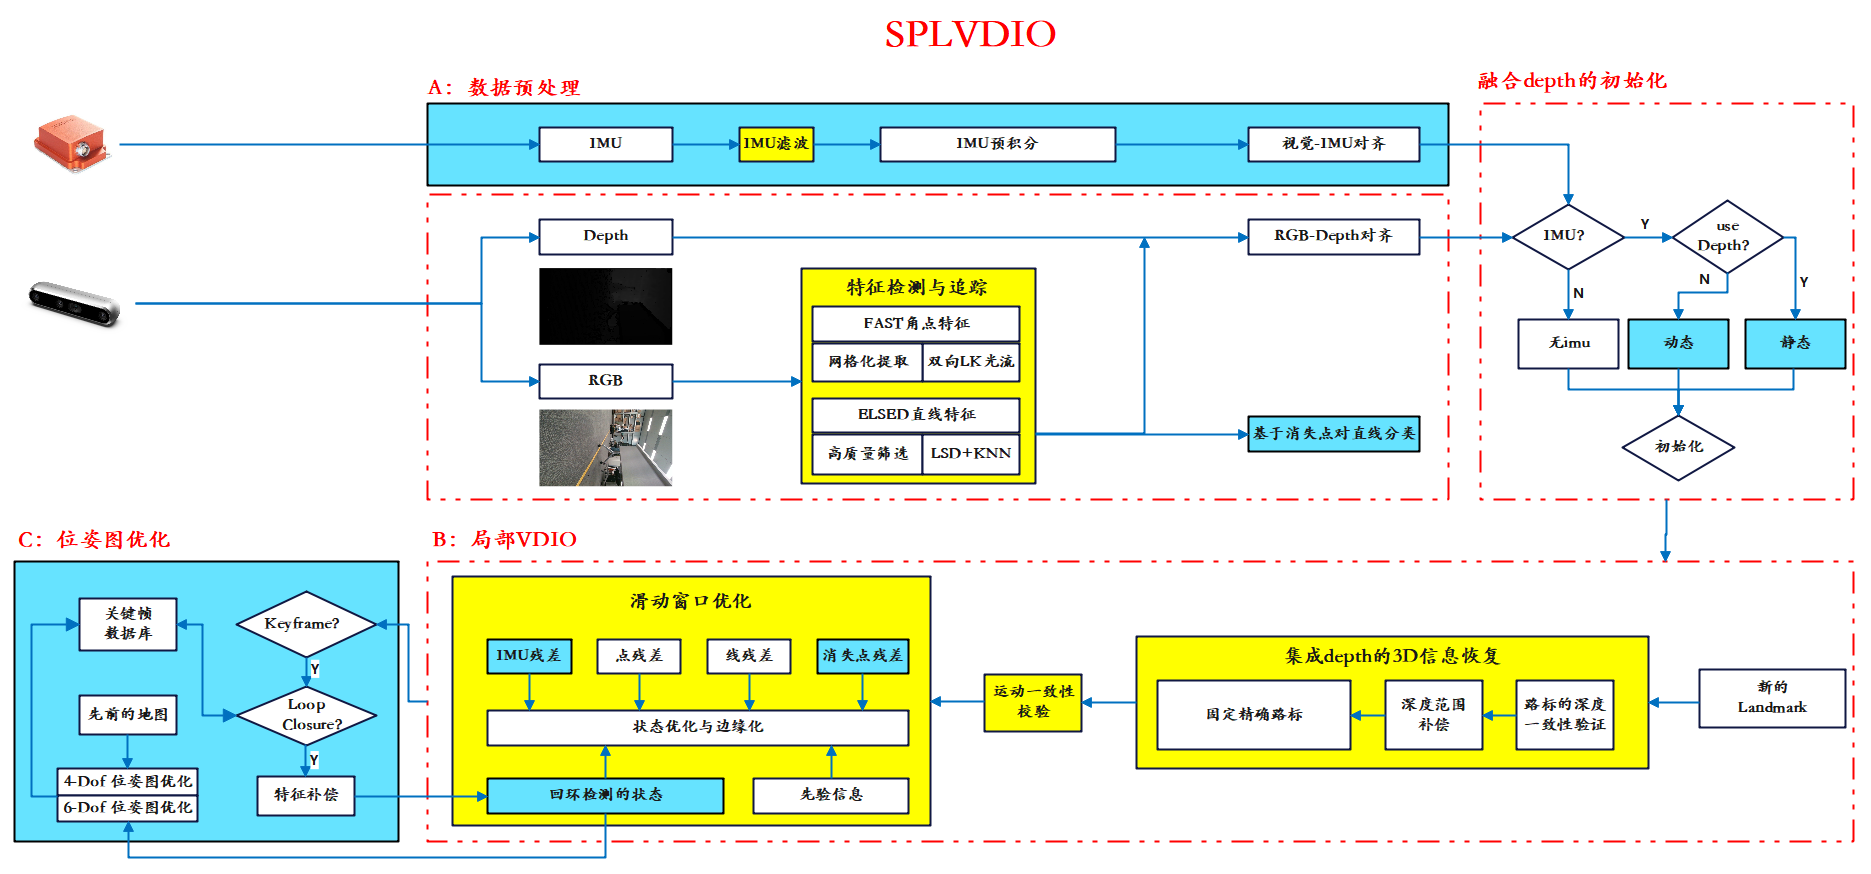 SPLVDIO
A：数据预处理
融合depth的初始化
IMU
IMU滤波
IMU预积分
视觉-IMU对齐
Depth
RGB-Depth对齐
IMU?
Y
use
Depth?
N
N
Y
特征检测与追踪
FAST角点特征
网格化提取
双向LK光流
RGB
ELSED直线特征
高质量筛选
LSD+KNN
基于消失点对直线分类
无imu
动态
静态
初始化
C：位姿图优化
B：局部VDIO
关键帧
数据库
Keyframe?
Y
先前的地图
Loop
Closure?
Y
4-Dof 位姿图优化
6-Dof 位姿图优化
特征补偿
滑动窗口优化
IMU残差
点残差
线残差
消失点残差
状态优化与边缘化
回环检测的状态
先验信息
运动一致性
校验
集成depth的3D信息恢复
固定精确路标
深度范围
补偿
路标的深度
一致性验证
新的
Landmark